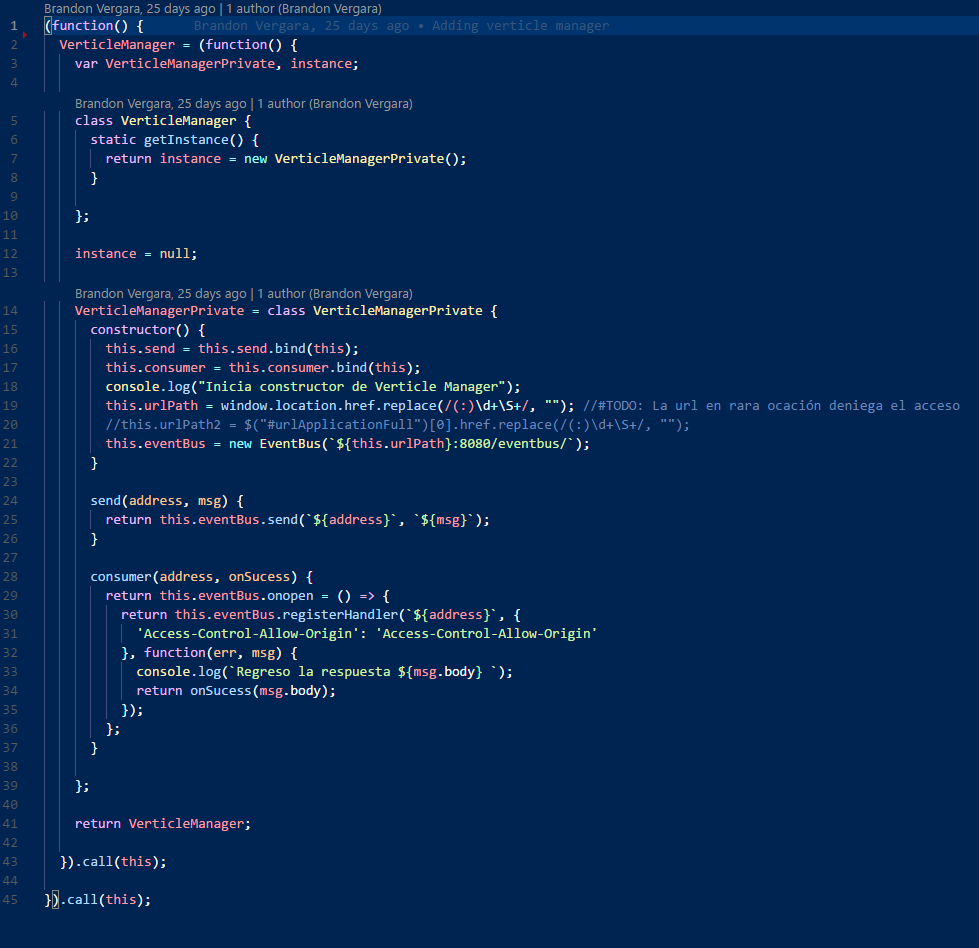 Brandon Vergara, 25 days ago | 1 author (Brandon Vergara)
1 (function() { Brandon Vergara, 25 days ago • Adding verticle manager
2 VerticleManager = (function() {
3 var VerticleManagerPrivate, instance;
4
Brandon Vergara, 25 days ago | 1 author (Brandon Vergara)
5 class VerticleManager {
6 static getInstance() {
7 return instance = new VerticleManagerPrivate();
8 }
9
10 };
11
12 instance = null;
13
Brandon Vergara, 25 days ago | 1 author (Brandon Vergara)
14 VerticleManagerPrivate = class VerticleManagerPrivate {
15 constructor() {
16 this.send = this.send.bind(this);
17 this.consumer = this.consumer.bind(this);
18 console.log("Inicia constructor de Verticle Manager");
19 this.urlPath = window.location.href.replace(/(:)\d+\S+/, ""); //#TODO: La url en rara ocación deniega el acceso
20 //this.urlPath2 = $("#urlApplicationFull")[0].href.replace(/(:)\d+\S+/, "");
21 this.eventBus = new EventBus(`${this.urlPath}:8080/eventbus/`);
22 }
23
24 send(address, msg) {
25 return this.eventBus.send(`${address}`, `${msg}`);
26 }
27
28 consumer(address, onSucess) {
29 return this.eventBus.onopen = () => {
30 return this.eventBus.registerHandler(`${address}`, {
31 'Access-Control-Allow-Origin': 'Access-Control-Allow-Origin'
32 }, function(err, msg) {
33 console.log(`Regreso la respuesta ${msg.body} `);
34 return onSucess(msg.body);
35 });
36 };
37 }
38
39 };
40
41 return VerticleManager;
42
43 }).call(this);
44
45 }).call(this);